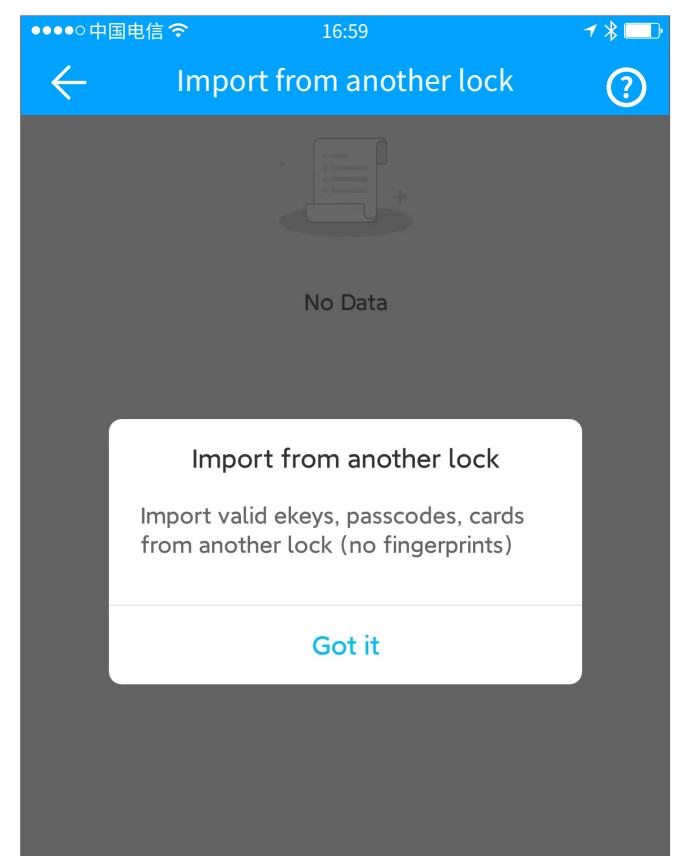 中国电信 16:59
Import from another lock
No Data
Import from another lock
Import valid ekeys, passcodes, cards
from another lock (no fingerprints)
Got it